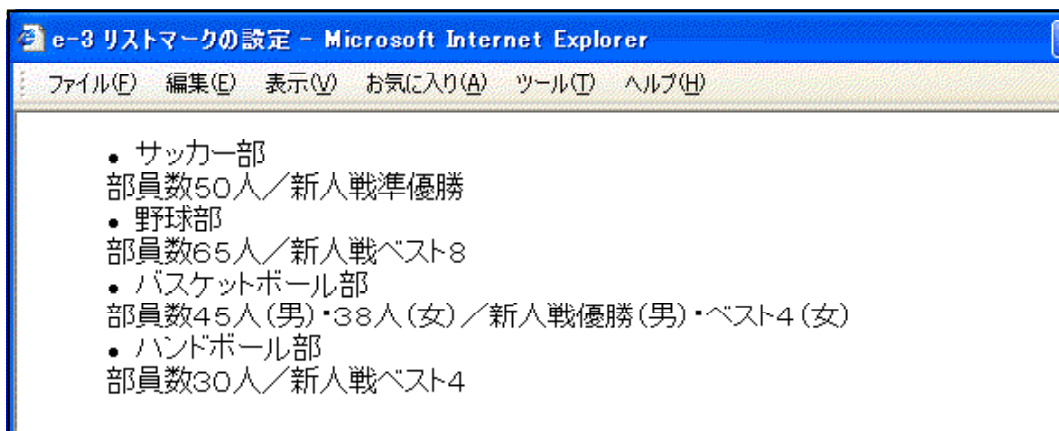 e-3 リストマークの設定 - Microsoft Internet Explorer
ファイル(F) 編集(E) 表示(V) お気に入り(A) ツール(T) ヘルプ(H)
• サッカー部
部員数50人／新人戦準優勝
• 野球部
部員数65人／新人戦ベスト8
• バスケットボール部
部員数45人(男)・38人(女)／新人戦優勝(男)・ベスト4(女)
• ハンドボール部
部員数30人／新人戦ベスト4